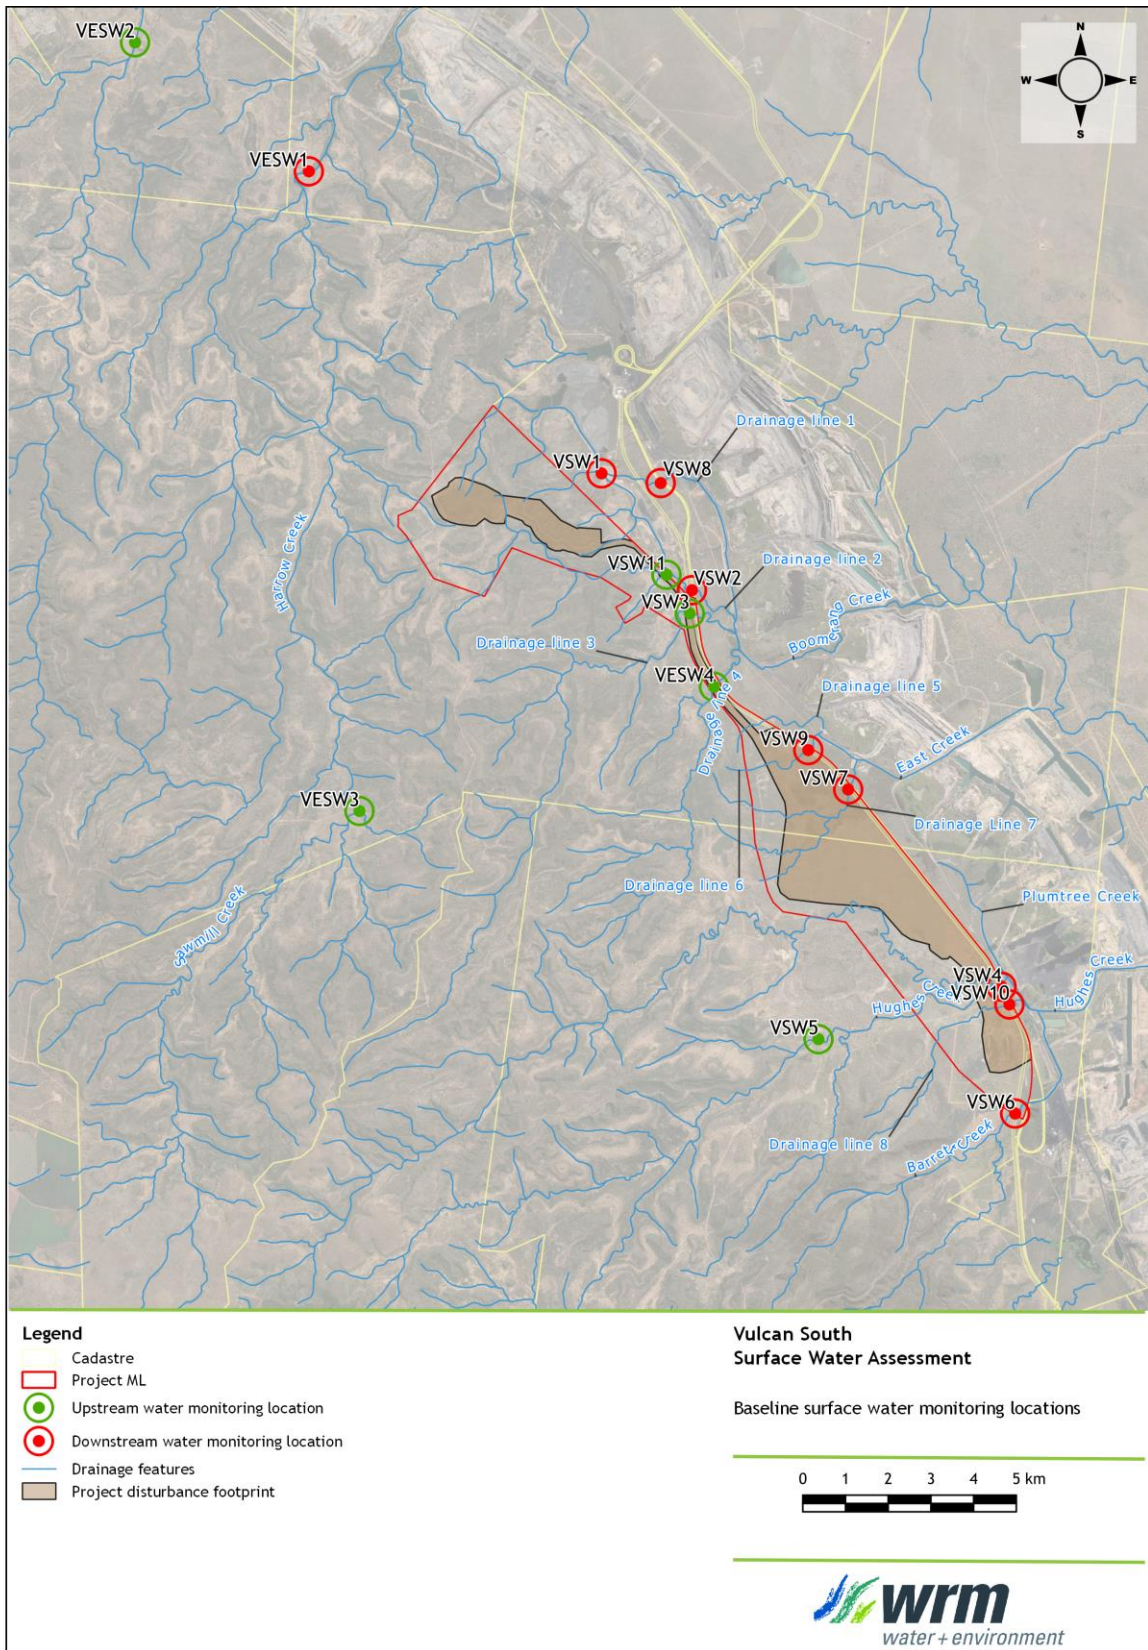 VESW2
N
W
E
S
VESW1
Drainage line 1
VSW1
VSW8
Harrow Creek
VSW11
VSW2
Drainage line 2
VSW3
Boomerang Creek
Drainage line 3
VESW4
Drainage line 4
Drainage line 5
VSW9
East Creek
VSW7
VESW3
Drainage Line 7
Drainage line 6
Plumtree Creek
Sawmill Creek
VSW4
Hughes Creek
VSW10
Hughes Creek
VSW5
VSW6
Drainage line 8
Barret Creek
Legend
Cadastre
Project ML
Upstream water monitoring location
Downstream water monitoring location
Drainage features
Project disturbance footprint
Vulcan South
Surface Water Assessment
Baseline surface water monitoring locations
0 1 2 3 4 5 km
wrm
water + environment